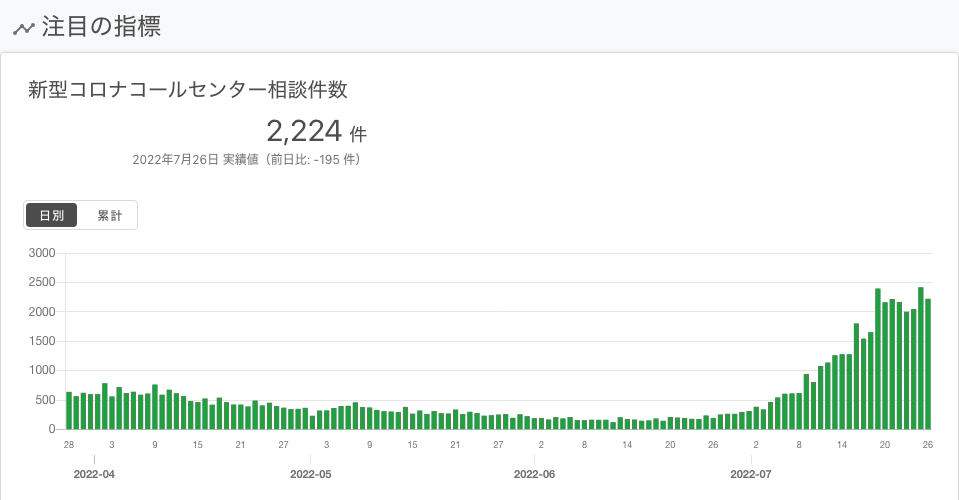 注目の指標
新型コロナコールセンター相談件数
2,224 件
2022年7月26日 実績値（前日比: -195 件）
日別 累計
3000
2500
2000
1500
1000
500
0
28 3 9 15 21 27 3 9 15 21 27 2 8 14 20 26 2 8 14 20 26
2022-04 2022-05 2022-06 2022-07